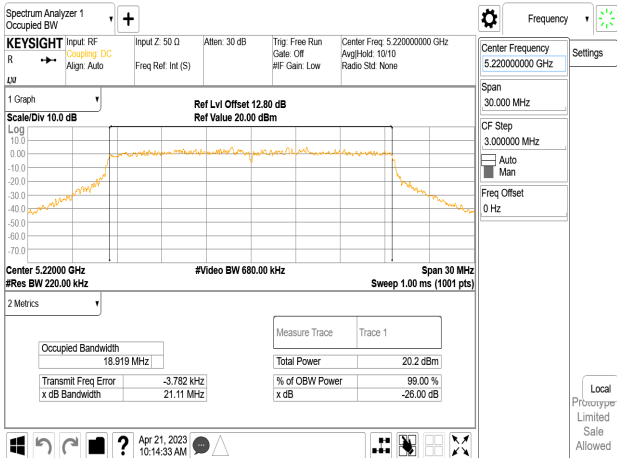 Spectrum Analyzer 1
Occupied BW
KEYSIGHT
R
Input: RF
Coupling: DC
Align: Auto
Input Z: 50 Ω
Freq Ref: Int (S)
Atten: 30 dB
Trig: Free Run
Gate: Off
#IF Gain: Low
Center Freq: 5.220000000 GHz
Avg|Hold: 10/10
Radio Std: None
1 Graph
Scale/Div 10.0 dB
Ref Lvl Offset 12.80 dB
Ref Value 20.00 dBm
Log
10.0
0.00
-10.0
-20.0
-30.0
-40.0
-50.0
-60.0
-70.0
Center 5.22000 GHz
#Res BW 220.00 kHz
#Video BW 680.00 kHz
Span 30 MHz
Sweep 1.00 ms (1001 pts)
2 Metrics
Measure Trace Trace 1
Occupied Bandwidth
18.919 MHz
Total Power 20.2 dBm
Transmit Freq Error -3.782 kHz
x dB Bandwidth 21.11 MHz
% of OBW Power 99.00 %
x dB -26.00 dB
Apr 21, 2023
10:14:33 AM
Frequency
Center Frequency
5.220000000 GHz
Settings
Span
30.000 MHz
CF Step
3.000000 MHz
Auto
Man
Freq Offset
0 Hz
Local
Prototype
Limited
Sale
Allowed